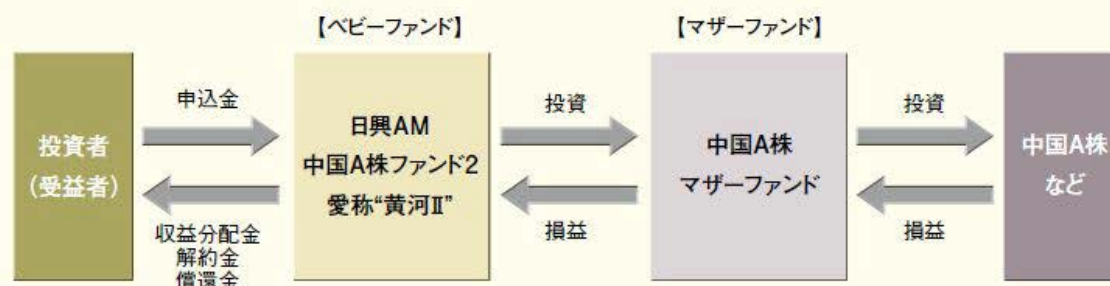 【ベビーファンド】
【マザーファンド】
投資者
(受益者)
申込金
収益分配金
解約金
償還金
日興AM
中国A株ファンド2
愛称“黄河Ⅱ”
投資
損益
中国A株
マザーファンド
投資
損益
中国A株
など